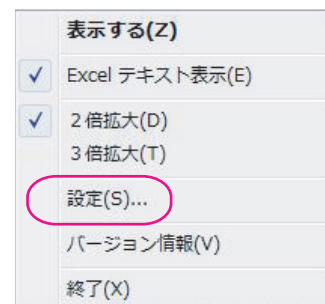 表示する(Z)
Excel テキスト表示(E)
2倍拡大(D)
3倍拡大(T)
設定(S)...
バージョン情報(V)
終了(X)